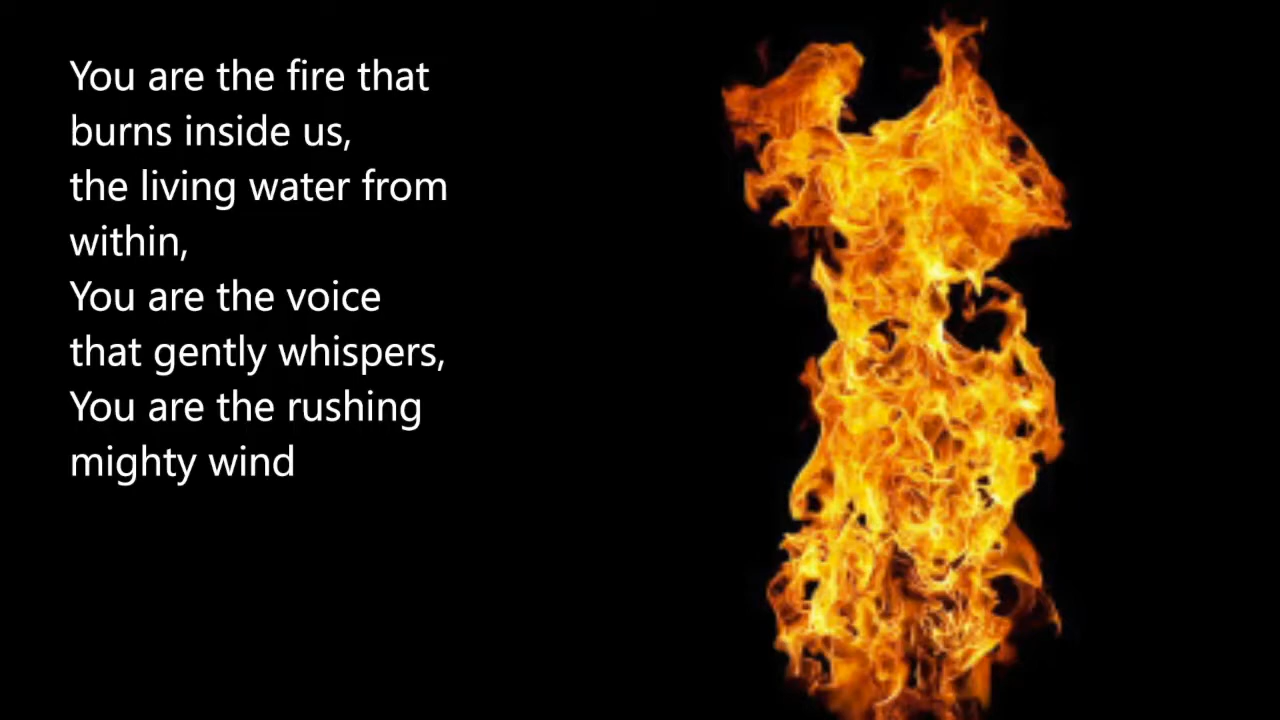 You are the fire that
burns inside us,
the living water from
within,
You are the voice
that gently whispers,
You are the rushing
mighty wind